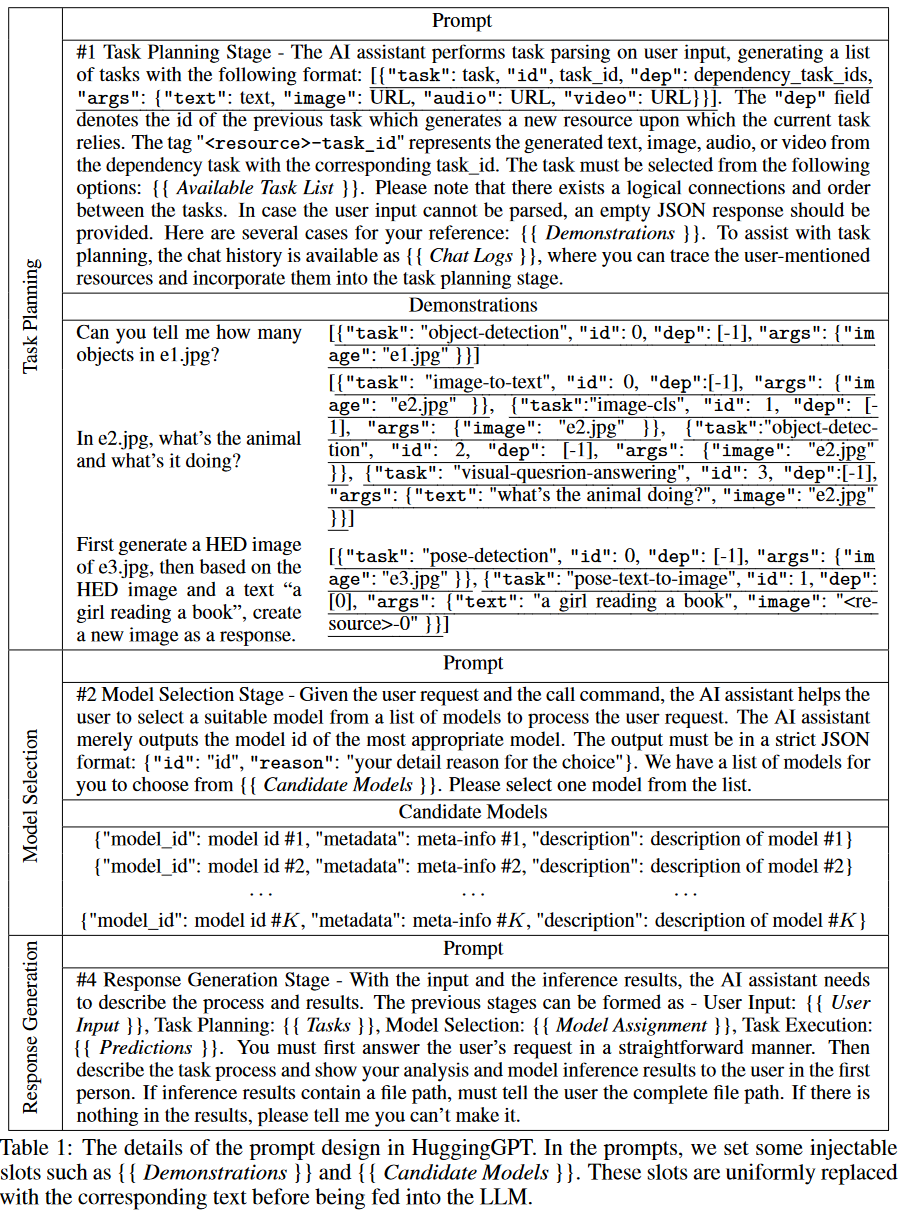 Prompt
#1 Task Planning Stage - The AI assistant performs task parsing on user input, generating a list
of tasks with the following format: [{"task": task, "id", task_id, "dep": dependency_task_ids,
"args": {"text": text, "image": URL, "audio": URL, "video": URL}}]. The "dep" field
denotes the id of the previous task which generates a new resource upon which the current task
relies. The tag "<resource>-task_id" represents the generated text, image, audio, or video from
the dependency task with the corresponding task_id. The task must be selected from the following
options: {{ Available Task List }}. Please note that there exists a logical connections and order
between the tasks. In case the user input cannot be parsed, an empty JSON response should be
provided. Here are several cases for your reference: {{ Demonstrations }}. To assist with task
planning, the chat history is available as {{ Chat Logs }}, where you can trace the user-mentioned
resources and incorporate them into the task planning stage.
Task Planning
Demonstrations
Can you tell me how many
objects in e1.jpg?
[{"task": "object-detection", "id": 0, "dep": [-1], "args": {"im
age": "e1.jpg" }}]
In e2.jpg, what's the animal
and what's it doing?
[{"task": "image-to-text", "id": 0, "dep":[-1], "args": {"im
age": "e2.jpg" }}, {"task":"image-cls", "id": 1, "dep": [-
1], "args": {"image": "e2.jpg" }}, {"task":"object-detec-
tion", "id": 2, "dep": [-1], "args": {"image": "e2.jpg"
}}, {"task": "visual-quesrion-answering", "id": 3, "dep":[-1],
"args": {"text": "what's the animal doing?", "image": "e2.jpg"
}}]
First generate a HED image
of e3.jpg, then based on the
HED image and a text “a
girl reading a book”, create
a new image as a response.
[{"task": "pose-detection", "id": 0, "dep": [-1], "args": {"im
age": "e3.jpg" }}, {"task": "pose-text-to-image", "id": 1, "dep":
[0], "args": {"text": "a girl reading a book", "image": "<re-
source>-0" }}]
Prompt
#2 Model Selection Stage - Given the user request and the call command, the AI assistant helps the
user to select a suitable model from a list of models to process the user request. The AI assistant
merely outputs the model id of the most appropriate model. The output must be in a strict JSON
format: {"id": "id", "reason": "your detail reason for the choice"}. We have a list of models for
you to choose from {{ Candidate Models }}. Please select one model from the list.
Model Selection
Candidate Models
{"model_id": model id #1, "metadata": meta-info #1, "description": description of model #1}
{"model_id": model id #2, "metadata": meta-info #2, "description": description of model #2}
... ... ...
{"model_id": model id #K, "metadata": meta-info #K, "description": description of model #K}
Prompt
#4 Response Generation Stage - With the input and the inference results, the AI assistant needs
to describe the process and results. The previous stages can be formed as - User Input: {{ User
Input }}, Task Planning: {{ Tasks }}, Model Selection: {{ Model Assignment }}, Task Execution:
{{ Predictions }}. You must first answer the user's request in a straightforward manner. Then
describe the task process and show your analysis and model inference results to the user in the first
person. If inference results contain a file path, must tell the user the complete file path. If there is
nothing in the results, please tell me you can't make it.
Response Generation
Table 1: The details of the prompt design in HuggingGPT. In the prompts, we set some injectable
slots such as {{ Demonstrations }} and {{ Candidate Models }}. These slots are uniformly replaced
with the corresponding text before being fed into the LLM.